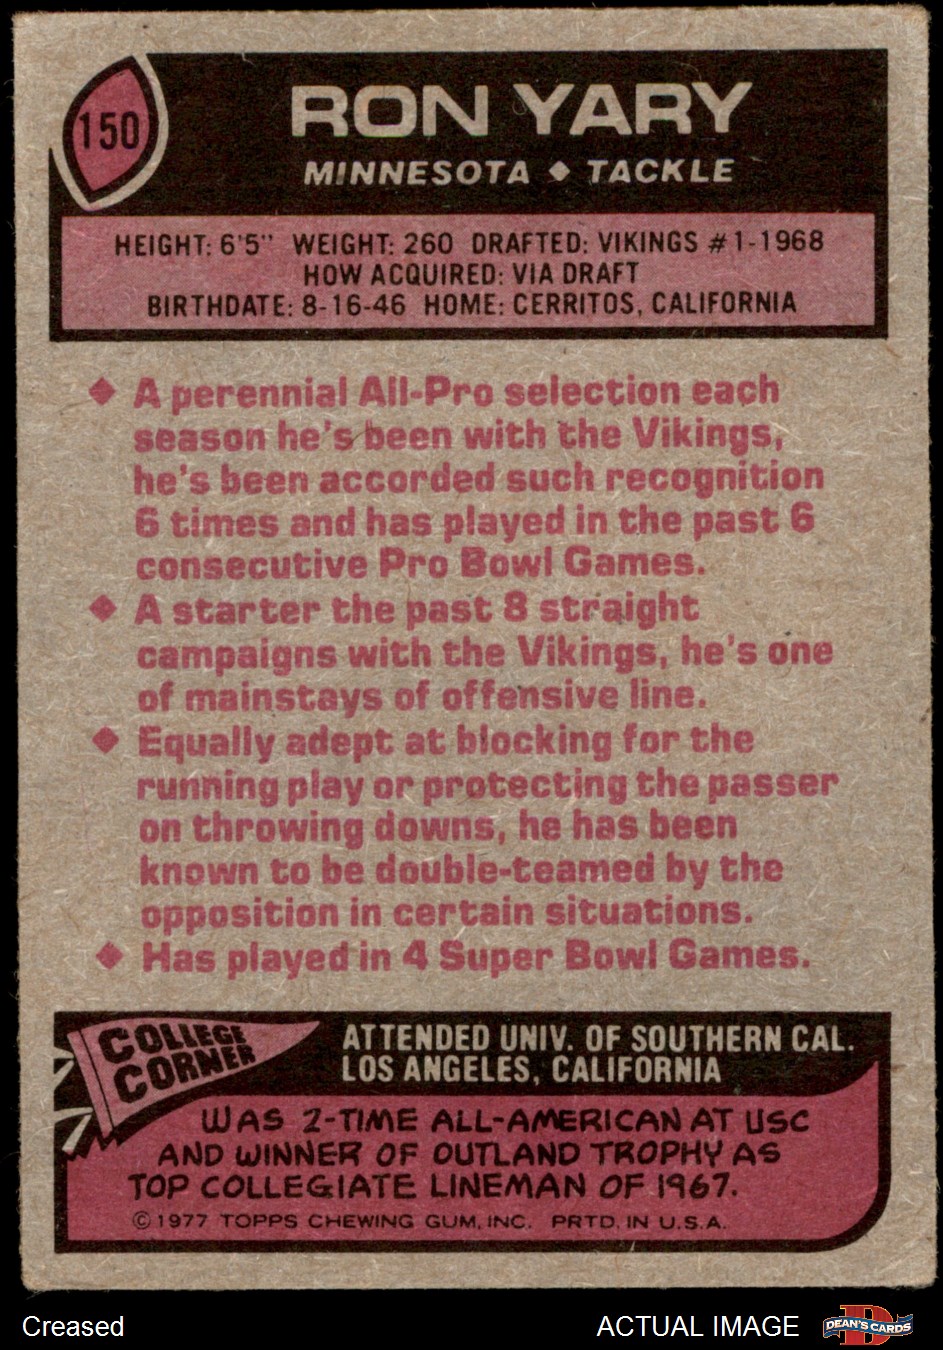 150
RON YARY
MINNESOTA ◆ TACKLE
HEIGHT: 6'5" WEIGHT: 260 DRAFTED: VIKINGS #1-1968
HOW ACQUIRED: VIA DRAFT
BIRTHDATE: 8-16-46 HOME: CERRITOS, CALIFORNIA
◆ A perennial All-Pro selection each
season he's been with the Vikings,
he's been accorded such recognition
6 times and has played in the past 6
consecutive Pro Bowl Games.
◆ A starter the past 8 straight
campaigns with the Vikings, he's one
of mainstays of offensive line.
◆ Equally adept at blocking for the
running play or protecting the passer
on throwing downs, he has been
known to be double-teamed by the
opposition in certain situations.
◆ Has played in 4 Super Bowl Games.
COLLEGE
CORNER
ATTENDED UNIV. OF SOUTHERN CAL.
LOS ANGELES, CALIFORNIA
WAS 2-TIME ALL-AMERICAN AT USC
AND WINNER OF OUTLAND TROPHY AS
TOP COLLEGIATE LINEMAN OF 1967.
© 1977 TOPPS CHEWING GUM, INC. PRTD. IN U.S.A.
Creased
ACTUAL IMAGE
DEAN'S CARDS